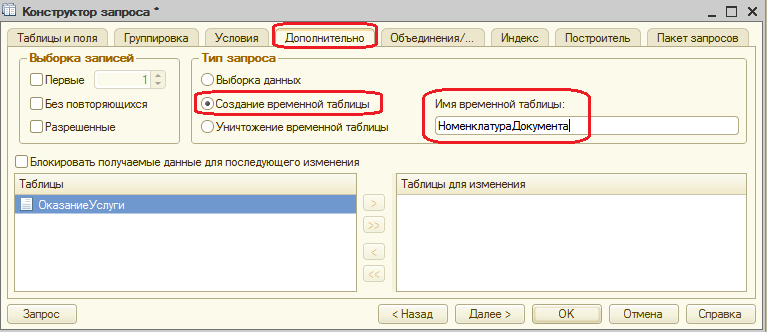 Конструктор запроса *
Таблицы и поля Группировка Условия Дополнительно Объединения/... Индекс Построитель Пакет запросов
Выборка записей
Первые 1
Без повторяющихся
Разрешенные
Тип запроса
Выборка данных
Создание временной таблицы
Уничтожение временной таблицы
Имя временной таблицы:
НоменклатураДокумента
Блокировать получаемые данные для последующего изменения
Таблицы
ОказаниеУслуги
> 
>>
<
<<
Таблицы для изменения
Запрос < Назад Далее > OK Отмена Справка